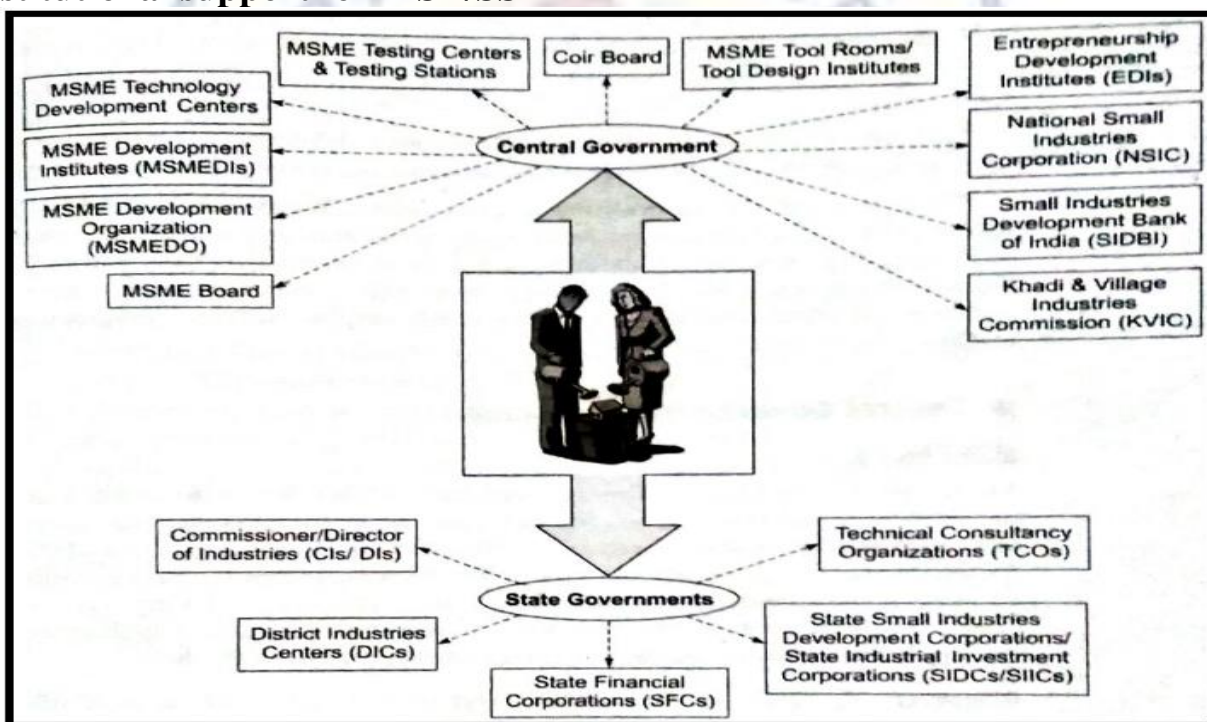 MSME Testing Centers
& Testing Stations
Coir Board
MSME Tool Rooms/
Tool Design Institutes
Entrepreneurship
Development
Institutes (EDIs)
MSME Technology
Development Centers
Central Government
National Small
Industries
Corporation (NSIC)
MSME Development
Institutes (MSMEDIs)
MSME Development
Organization
(MSMEDO)
Small Industries
Development Bank
of India (SIDBI)
MSME Board
Khadi & Village
Industries
Commission (KVIC)
Commissioner/Director
of Industries (CIs/ DIs)
Technical Consultancy
Organizations (TCOs)
State Governments
District Industries
Centers (DICs)
State Financial
Corporations (SFCs)
State Small Industries
Development Corporations/
State Industrial Investment
Corporations (SIDCs/SIICs)